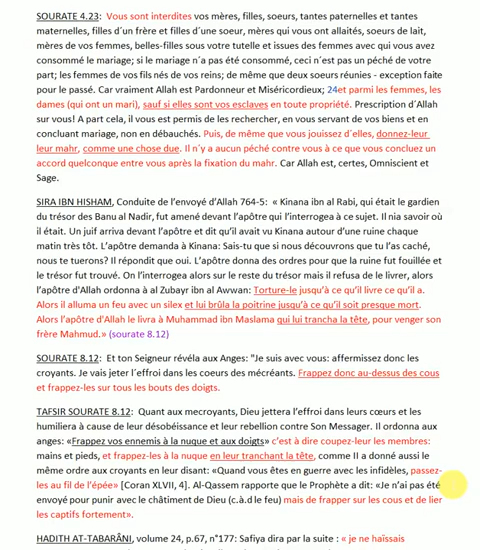 SOURATE 4.23: Vous sont interdites vos mères, filles, soeurs, tantes paternelles et tantes
maternelles, filles d´un frère et filles d´une soeur, mères qui vous ont allaités, soeurs de lait,
mères de vos femmes, belles-filles sous votre tutelle et issues des femmes avec qui vous avez
consommé le mariage; si le mariage n´a pas été consommé, ceci n´est pas un péché de votre
part; les femmes de vos fils nés de vos reins; de même que deux soeurs réunies - exception faite
pour le passé. Car vraiment Allah est Pardonneur et Miséricordieux; 24et parmi les femmes, les
dames (qui ont un mari), sauf si elles sont vos esclaves en toute propriété. Prescription d´Allah
sur vous! A part cela, il vous est permis de les rechercher, en vous servant de vos biens et en
concluant mariage, non en débauchés. Puis, de même que vous jouissez d´elles, donnez-leur
leur mahr, comme une chose due. Il n´y a aucun péché contre vous à ce que vous concluez un
accord quelconque entre vous après la fixation du mahr. Car Allah est, certes, Omniscient et
Sage.
SIRA IBN HISHAM, Conduite de l'envoyé d'Allah 764-5: « Kinana ibn al Rabi, qui était le gardien
du trésor des Banu al Nadir, fut amené devant l'apôtre qui l'interrogea à ce sujet. Il nia savoir où
il était. Un juif arriva devant l'apôtre et dit qu'il avait vu Kinana autour d'une ruine chaque
matin très tôt. L'apôtre demanda à Kinana: Sais-tu que si nous découvrons que tu l'as caché,
nous te tuerons? Il répondit que oui. L'apôtre donna des ordres pour que la ruine fut fouillée et
le trésor fut trouvé. On l'interrogea alors sur le reste du trésor mais il refusa de le livrer, alors
l'apôtre d'Allah ordonna à al Zubayr ibn al Awwan: Torture-le jusqu'à ce qu'il livre ce qu'il a.
Alors il alluma un feu avec un silex et lui brûla la poitrine jusqu'à ce qu'il soit presque mort.
Alors l'apôtre d'Allah le livra à Muhammad ibn Maslama qui lui trancha la tête, pour venger son
frère Mahmud.» (sourate 8.12)
SOURATE 8.12: Et ton Seigneur révéla aux Anges: "Je suis avec vous: affermissez donc les
croyants. Je vais jeter l´effroi dans les coeurs des mécréants. Frappez donc au-dessus des cous
et frappez-les sur tous les bouts des doigts.
TAFSIR SOURATE 8.12: Quant aux mecroyants, Dieu jettera l'effroi dans leurs cœurs et les
humiliera à cause de leur désobéissance et leur rebellion contre Son Messager. Il ordonna aux
anges: «Frappez vos ennemis à la nuque et aux doigts» c'est à dire coupez-leur les membres:
mains et pieds, et frappez-les à la nuque en leur tranchant la tête, comme Il a donné aussi le
même ordre aux croyants en leur disant: «Quand vous êtes en guerre avec les infidèles, passez-
les au fil de l'épée» [Coran XLVII, 4]. Al-Qassem rapporte que le Prophète a dit: «Je n'ai pas été
envoyé pour punir avec le châtiment de Dieu (c.à.d le feu) mais de frapper sur les cous et de lier
les captifs fortement».
HADITH AT-TABARÂNI, volume 24, p.67, n°177: Safiya dira par la suite : « je ne haïssais